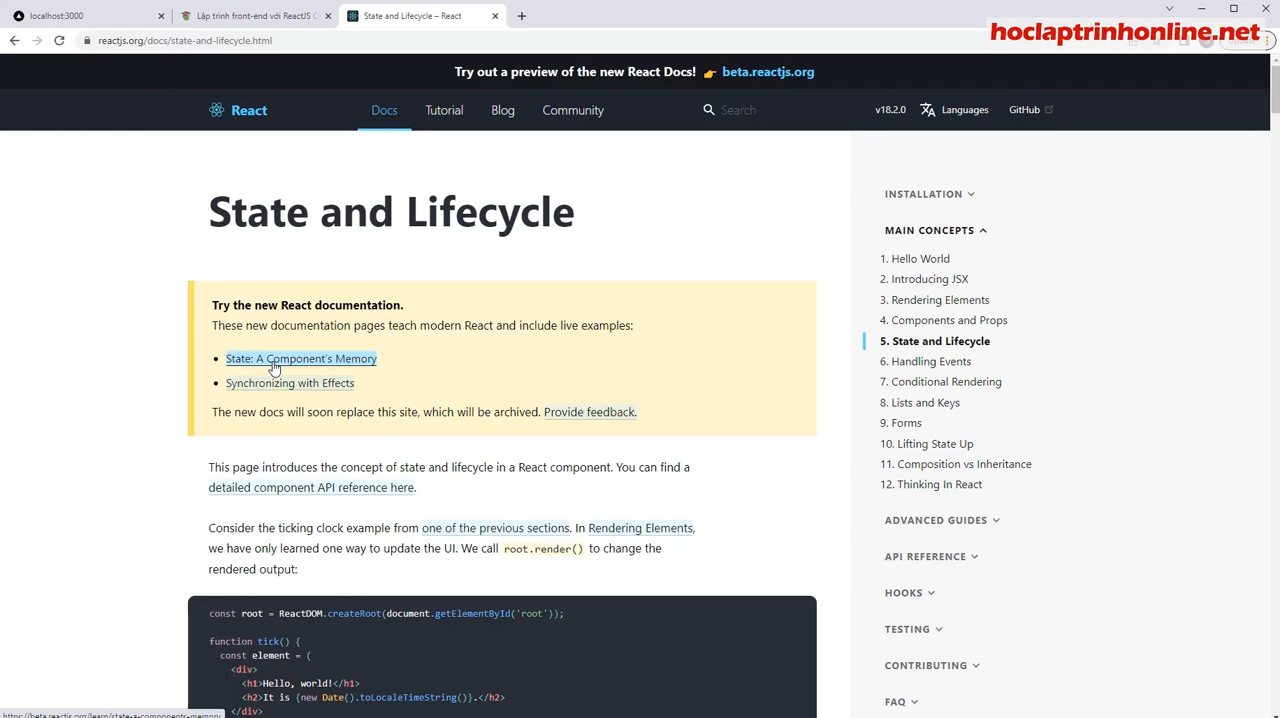 localhost:3000
Lập trình front-end với ReactJS C
State and Lifecycle – React
hoclaptrinhonline.net
reactjs.org/docs/state-and-lifecycle.html
Try out a preview of the new React Docs! 👉 beta.reactjs.org
React
Docs
Tutorial
Blog
Community
Search
v18.2.0
Languages
GitHub
State and Lifecycle
Try the new React documentation.
These new documentation pages teach modern React and include live examples:
• State: A Component's Memory
• Synchronizing with Effects
The new docs will soon replace this site, which will be archived. Provide feedback.
This page introduces the concept of state and lifecycle in a React component. You can find a
detailed component API reference here.
Consider the ticking clock example from one of the previous sections. In Rendering Elements,
we have only learned one way to update the UI. We call root.render() to change the
rendered output:
const root = ReactDOM.createRoot(document.getElementById('root'));
function tick() {
const element = (
<div>
<h1>Hello, world!</h1>
<h2>It is {new Date().toLocaleTimeString()}.</h2>
</div>
INSTALLATION
MAIN CONCEPTS
1. Hello World
2. Introducing JSX
3. Rendering Elements
4. Components and Props
5. State and Lifecycle
6. Handling Events
7. Conditional Rendering
8. Lists and Keys
9. Forms
10. Lifting State Up
11. Composition vs Inheritance
12. Thinking In React
ADVANCED GUIDES
API REFERENCE
HOOKS
TESTING
CONTRIBUTING
FAQ
https://beta.reactjs.org/learn/state-a-components-memory